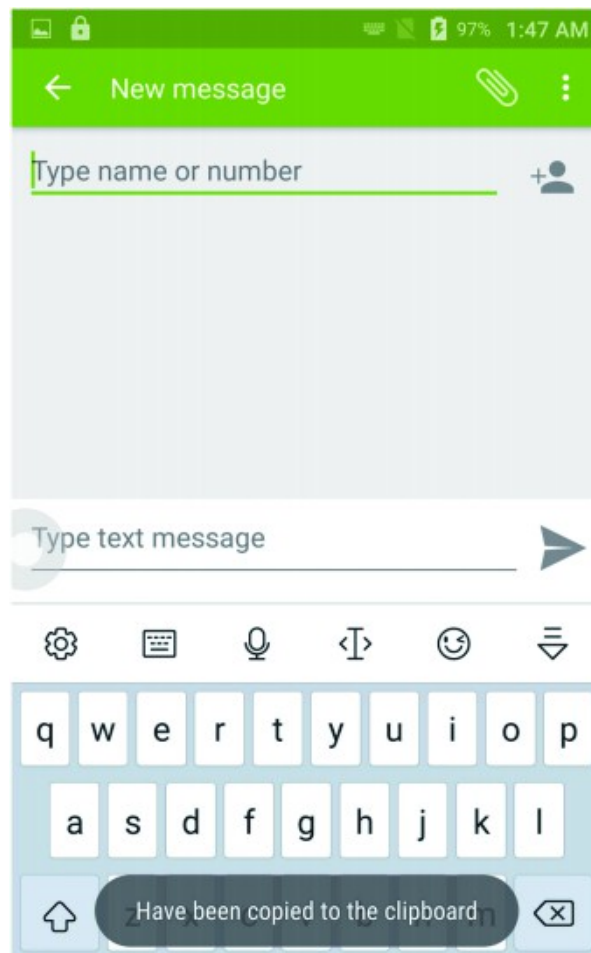 97% 1:47 AM
New message
Type name or number
Type text message
q w e r t y u i o p
a s d f g h j k l
Have been copied to the clipboard